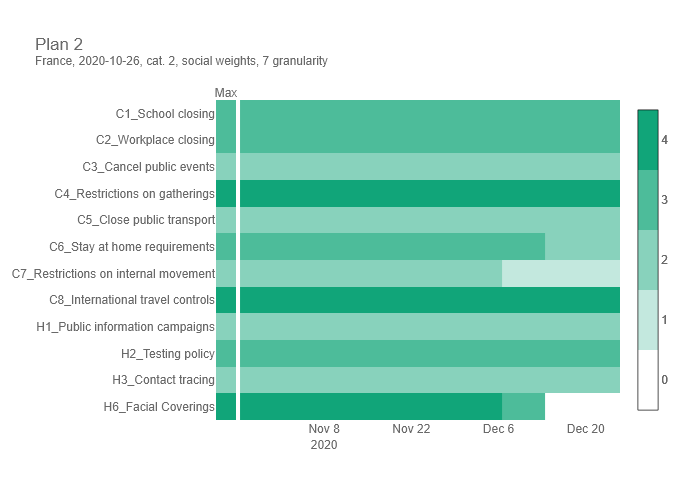 Plan 2
France, 2020-10-26, cat. 2, social weights, 7 granularity
Max
C1_School closing
C2_Workplace closing
C3_Cancel public events
C4_Restrictions on gatherings
C5_Close public transport
C6_Stay at home requirements
C7_Restrictions on internal movement
C8_International travel controls
H1_Public information campaigns
H2_Testing policy
H3_Contact tracing
H6_Facial Coverings
Nov 8
2020
Nov 22
Dec 6
Dec 20
4
3
2
1
0